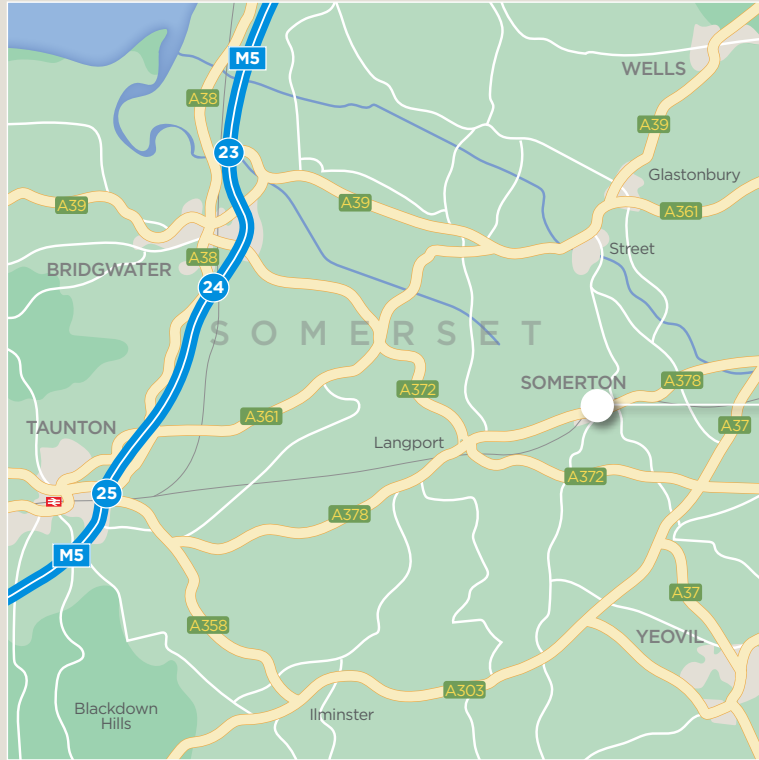 M5
WELLS
A38
A39
23
Glastonbury
A39
A39
A361
Street
A38
BRIDGWATER
24
SOMERSET
SOMERTON
A378
A372
A361
A37
TAUNTON
Langport
A372
25
A378
M5
A37
A358
YEOVIL
A303
Blackdown
Hills
Ilminster